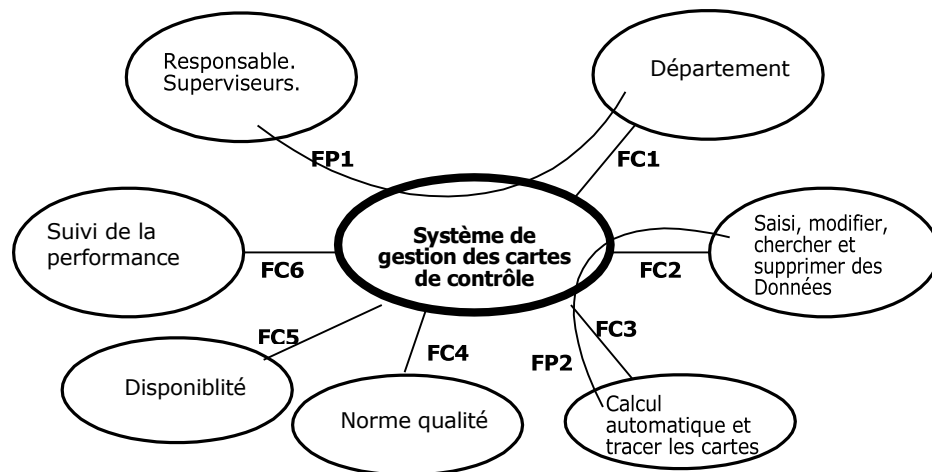 Responsable.
Superviseurs.
Département
FP1
FC1
Suivi de la
performance
FC6
Système de
gestion des cartes
de contrôle
FC2
Saisi, modifier,
chercher et
supprimer des
Données
FC5
FC4
FC3
FP2
Disponiblité
Norme qualité
Calcul
automatique et
tracer les cartes